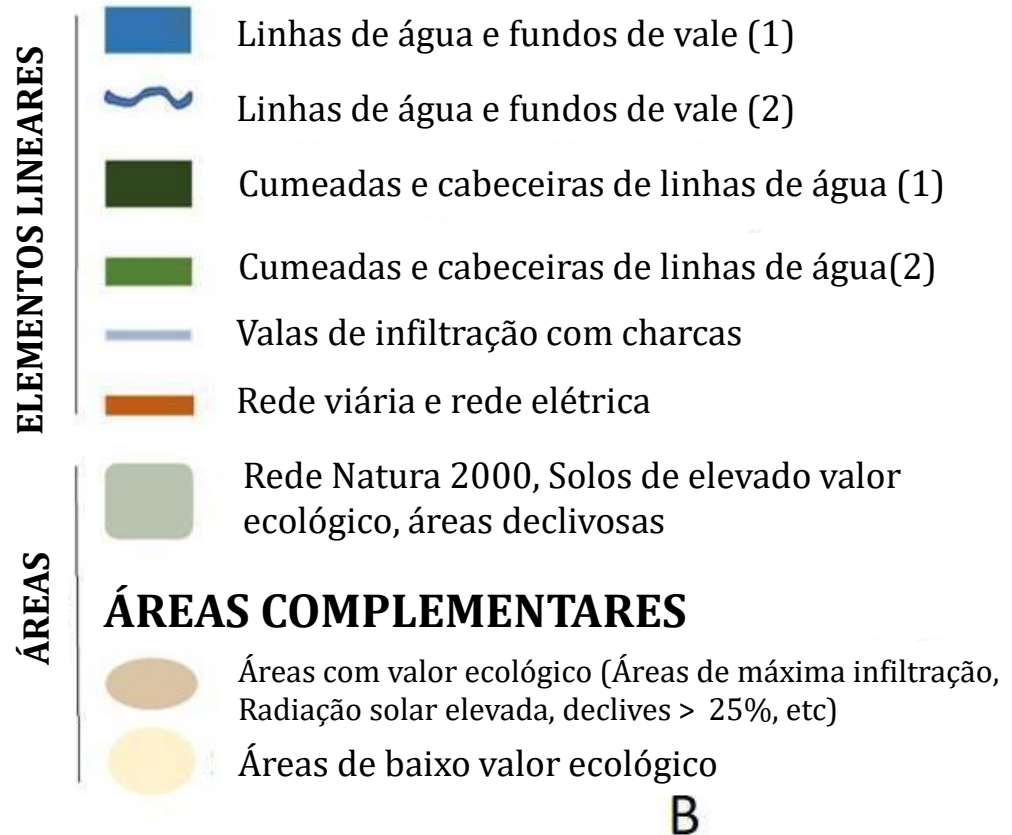 ELEMENTOS LINEARES
Linhas de água e fundos de vale (1)
Linhas de água e fundos de vale (2)
Cumeadas e cabeceiras de linhas de água (1)
Cumeadas e cabeceiras de linhas de água(2)
Valas de infiltração com charcas
Rede viária e rede elétrica
ÁREAS
Rede Natura 2000, Solos de elevado valor
ecológico, áreas declivosas
ÁREAS COMPLEMENTARES
Áreas com valor ecológico (Áreas de máxima infiltração,
Radiação solar elevada, declives > 25%, etc)
Áreas de baixo valor ecológico
B